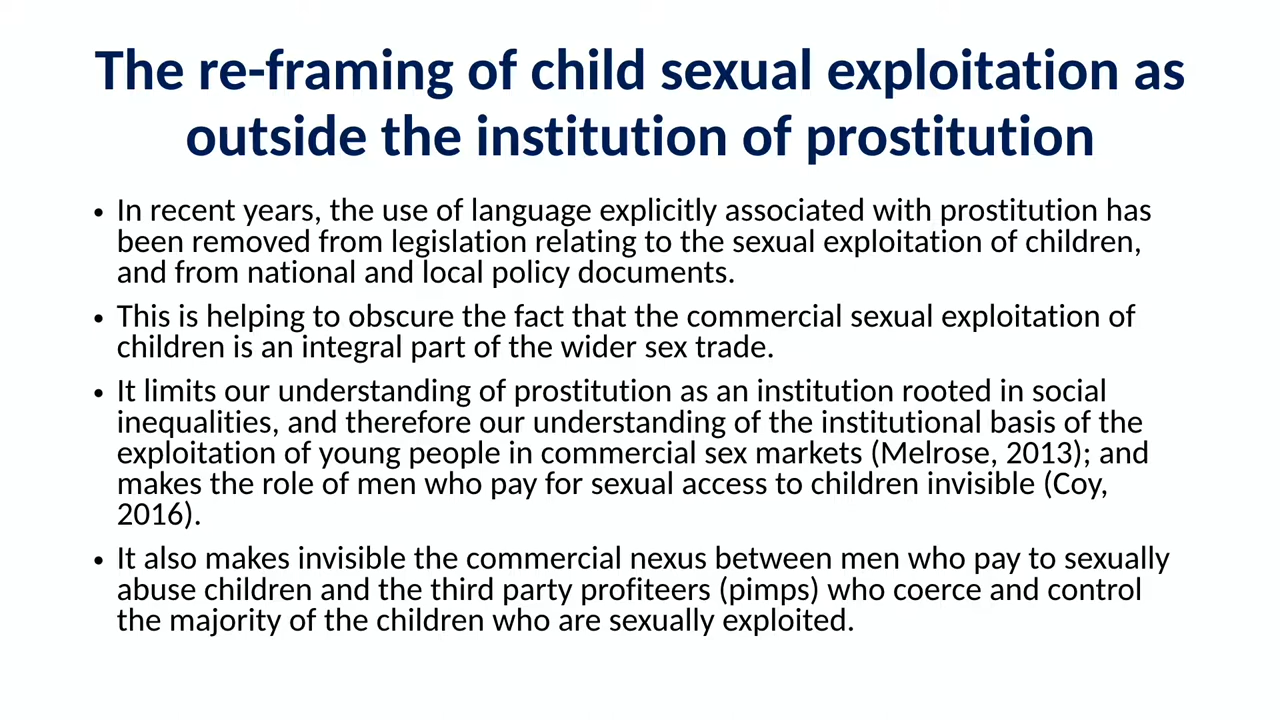 The re-framing of child sexual exploitation as
outside the institution of prostitution
• In recent years, the use of language explicitly associated with prostitution has
been removed from legislation relating to the sexual exploitation of children,
and from national and local policy documents.
• This is helping to obscure the fact that the commercial sexual exploitation of
children is an integral part of the wider sex trade.
• It limits our understanding of prostitution as an institution rooted in social
inequalities, and therefore our understanding of the institutional basis of the
exploitation of young people in commercial sex markets (Melrose, 2013); and
makes the role of men who pay for sexual access to children invisible (Coy,
2016).
• It also makes invisible the commercial nexus between men who pay to sexually
abuse children and the third party profiteers (pimps) who coerce and control
the majority of the children who are sexually exploited.